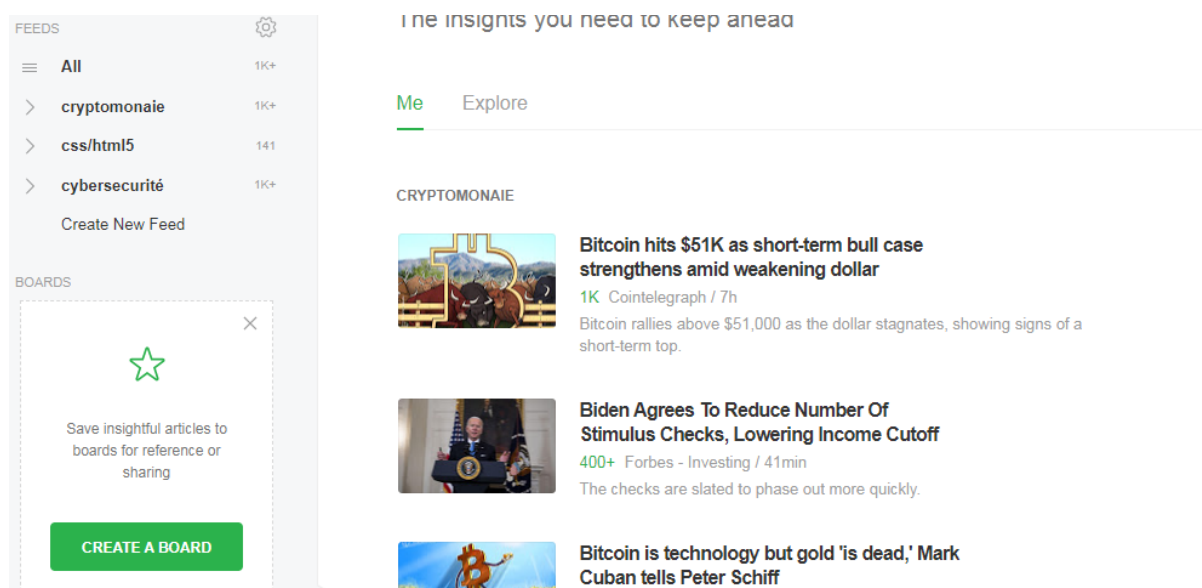 FEEDS
All 1K+
cryptomonaie 1K+
css/html5 141
cybersecurité 1K+
Create New Feed
BOARDS
Save insightful articles to
boards for reference or
sharing
CREATE A BOARD
The insights you need to keep ahead
Me Explore
CRYPTOMONAIE
Bitcoin hits $51K as short-term bull case
strengthens amid weakening dollar
1K Cointelegraph / 7h
Bitcoin rallies above $51,000 as the dollar stagnates, showing signs of a
short-term top.
Biden Agrees To Reduce Number Of
Stimulus Checks, Lowering Income Cutoff
400+ Forbes - Investing / 41min
The checks are slated to phase out more quickly.
Bitcoin is technology but gold 'is dead,' Mark
Cuban tells Peter Schiff